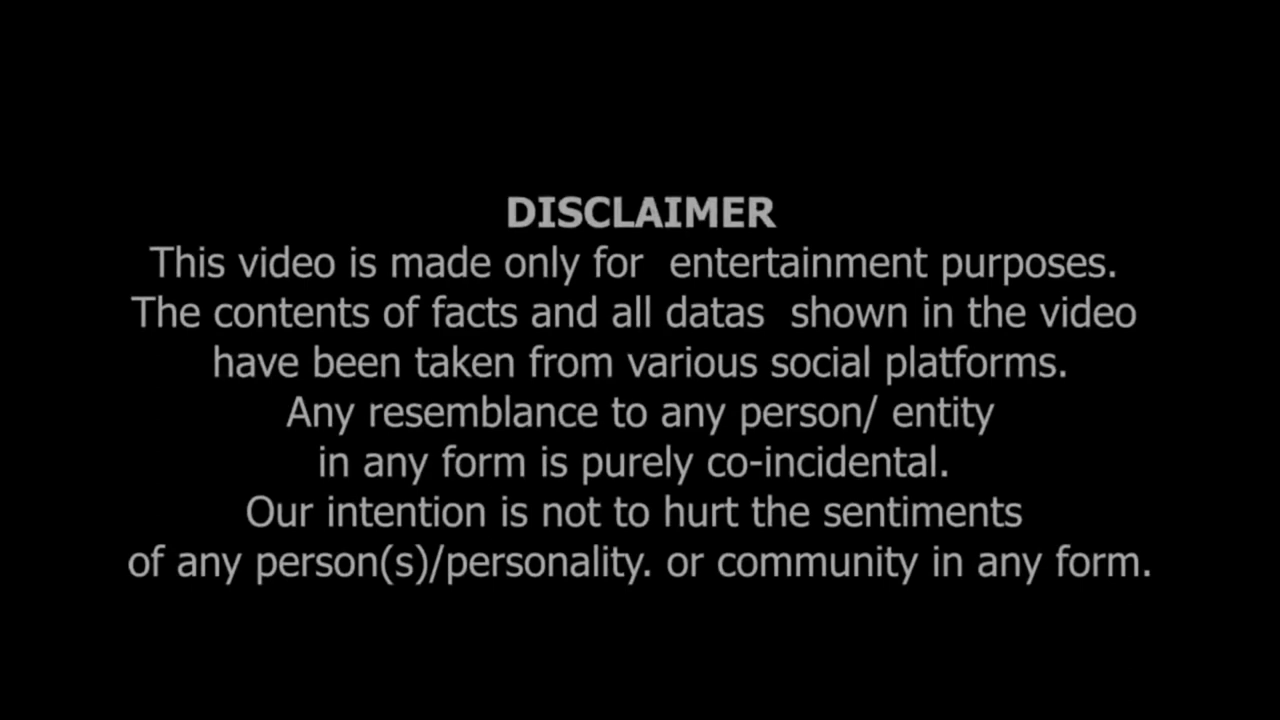 DISCLAIMER
This video is made only for  entertainment purposes.
The contents of facts and all datas  shown in the video
have been taken from various social platforms.
Any resemblance to any person/ entity
in any form is purely co-incidental.
Our intention is not to hurt the sentiments
of any person(s)/personality. or community in any form.